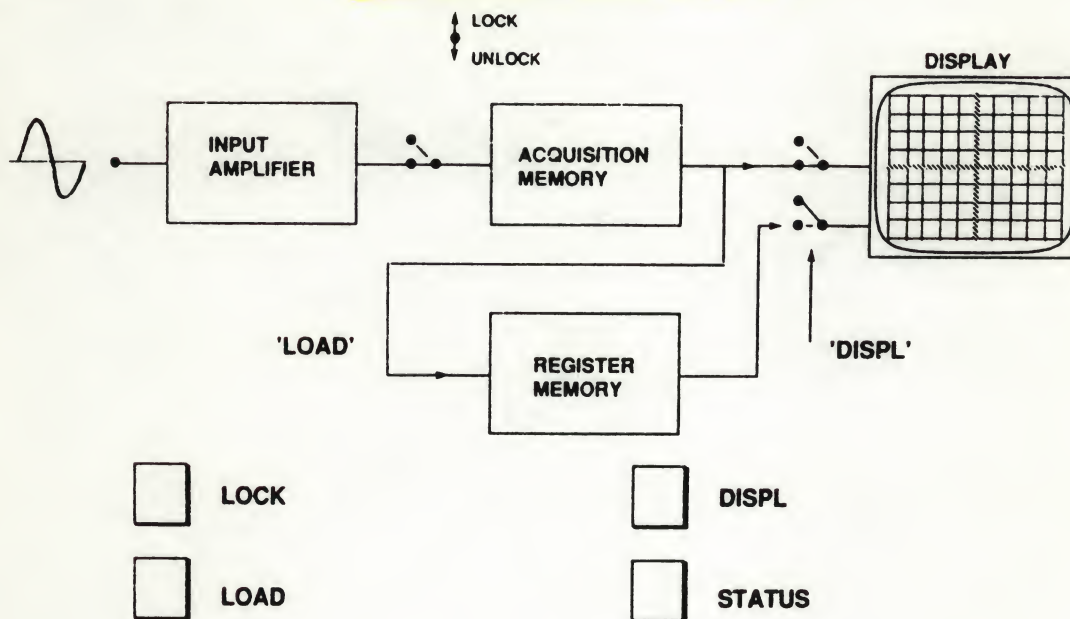 LOCK
UNLOCK
DISPLAY
INPUT
AMPLIFIER
ACQUISITION
MEMORY
'LOAD'
REGISTER
MEMORY
'DISPL'
LOCK
DISPL
LOAD
STATUS